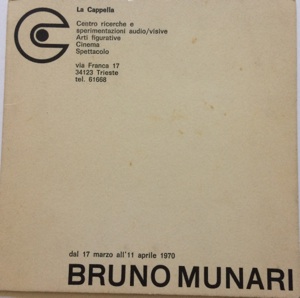 La Cappella
Centro ricerche e
sperimentazioni audio/visive
Arti figurative
Cinema
Spettacolo
via Franca 17
34123 Trieste
tel. 61668
dal 17 marzo all'11 aprile 1970
BRUNO MUNARI